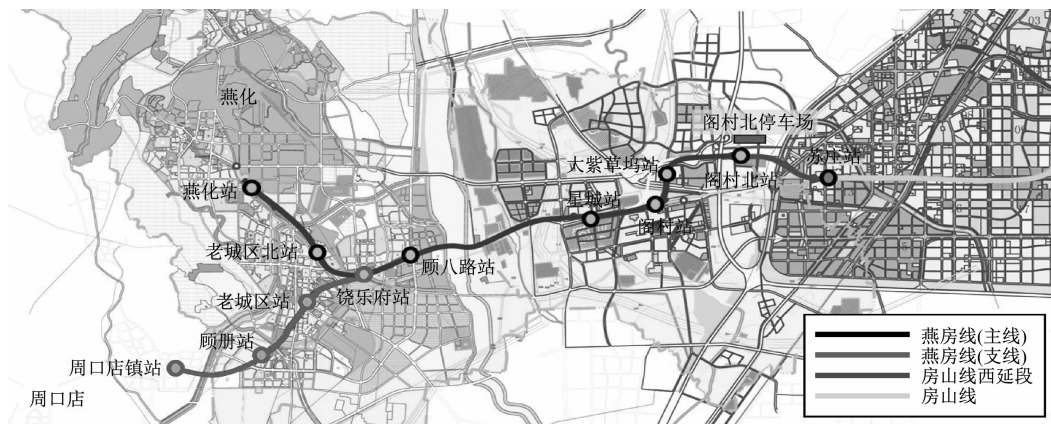 燕化
阎村北停车场
苏庄站
大紫草坞站
阎村北站
燕化站
星城站
阎村站
老城区北站
顾八路站
饶乐府站
老城区站
顾册站
周口店镇站
周口店
燕房线(主线)
燕房线(支线)
房山线西延段
房山线
03